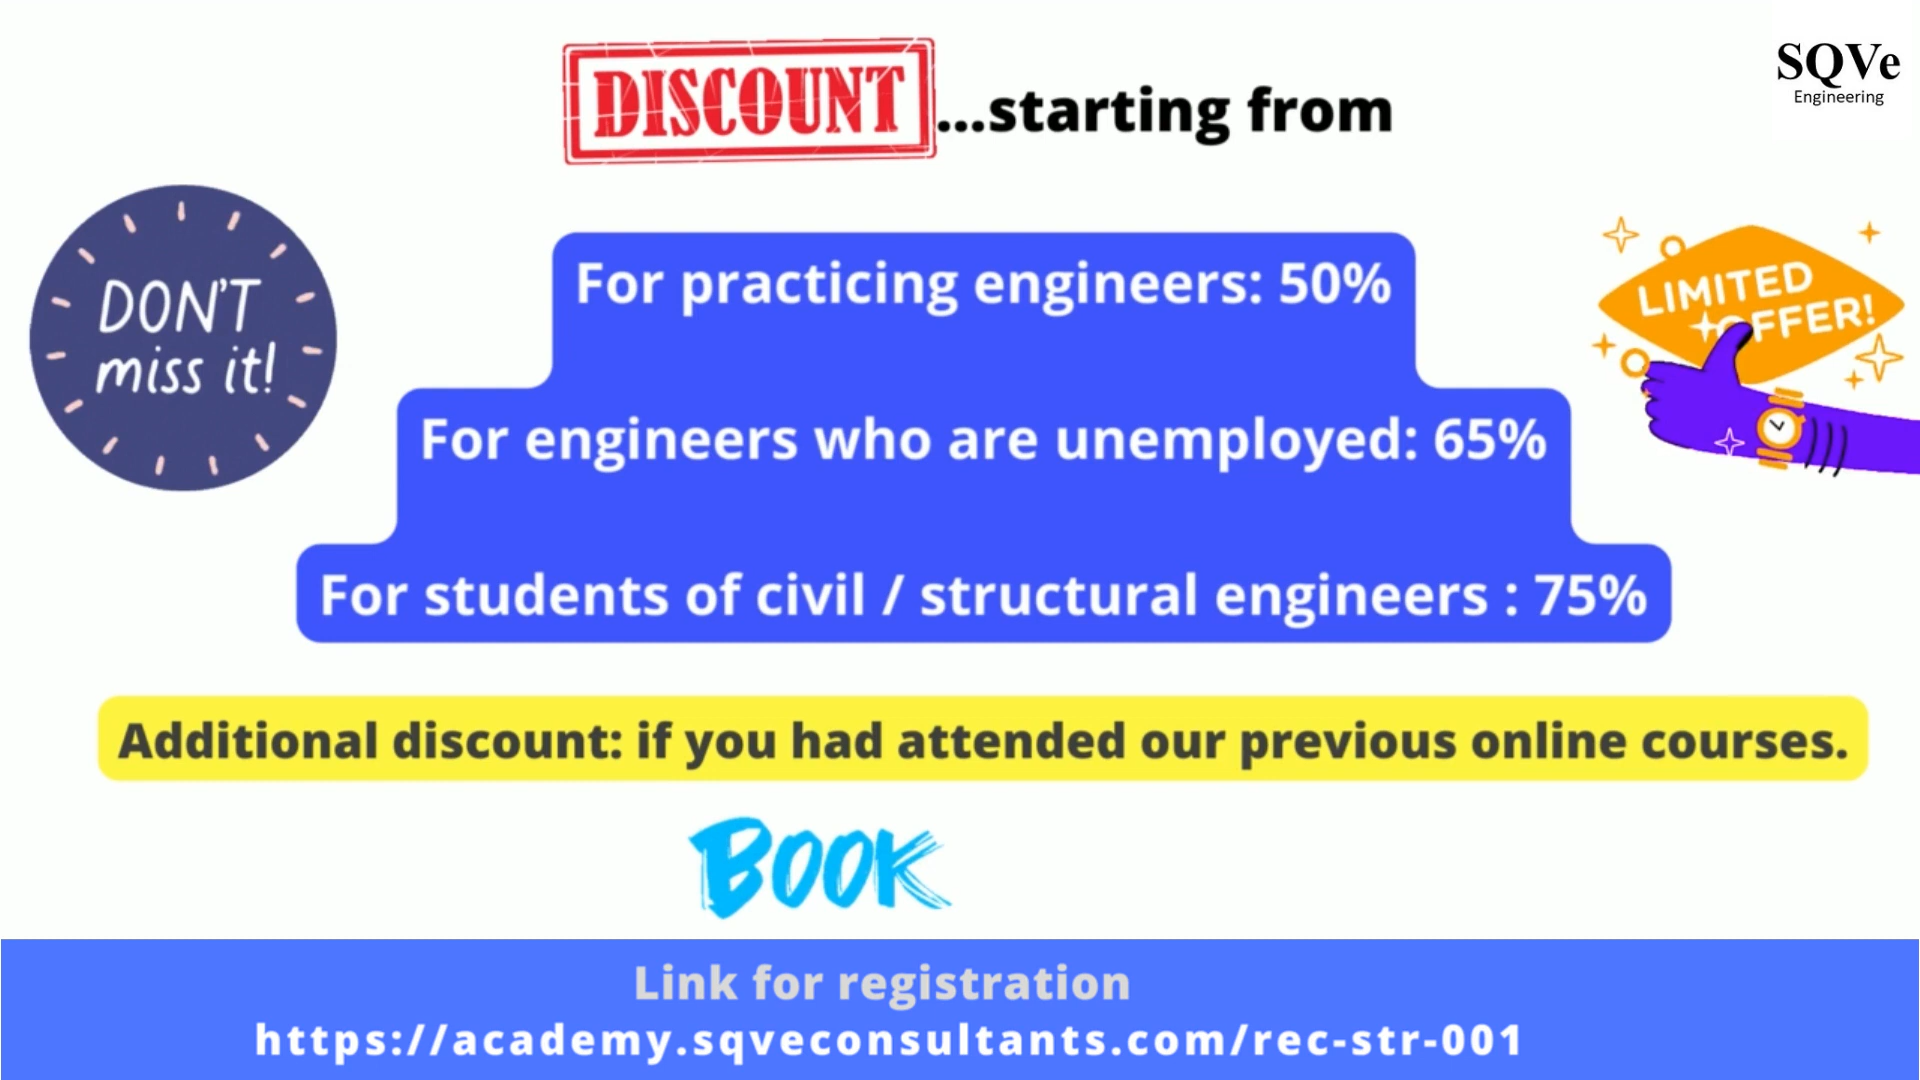 SQVe
Engineering
DISCOUNT ...starting from
DON'T
miss it!
LIMITED
OFFER!
For practicing engineers: 50%
For engineers who are unemployed: 65%
For students of civil / structural engineers : 75%
Additional discount: if you had attended our previous online courses.
BOOK
Link for registration
https://academy.sqveconsultants.com/rec-str-001